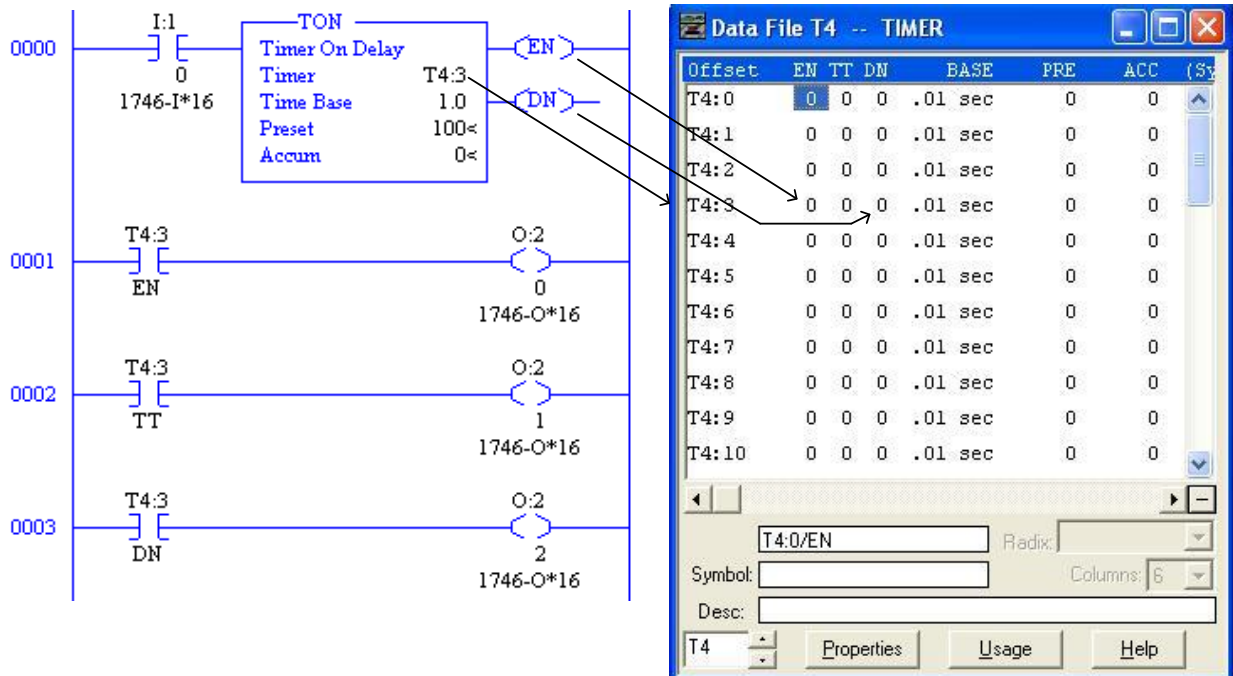 I:1
0000
0
1746-I*16
TON
Timer On Delay
Timer T4:3
Time Base 1.0
Preset 100<
Accum 0<
EN
DN
T4:3
0001
EN
O:2
0
1746-O*16
T4:3
0002
TT
O:2
1
1746-O*16
T4:3
0003
DN
O:2
2
1746-O*16
Data File T4 -- TIMER
Offset EN TT DN BASE PRE ACC (Sy
T4:0 0 0 0 .01 sec 0 0
T4:1 0 0 0 .01 sec 0 0
T4:2 0 0 0 .01 sec 0 0
T4:3 0 0 0 .01 sec 0 0
T4:4 0 0 0 .01 sec 0 0
T4:5 0 0 0 .01 sec 0 0
T4:6 0 0 0 .01 sec 0 0
T4:7 0 0 0 .01 sec 0 0
T4:8 0 0 0 .01 sec 0 0
T4:9 0 0 0 .01 sec 0 0
T4:10 0 0 0 .01 sec 0 0
T4:0/EN Radix:
Symbol: Columns: 6
Desc:
T4 Properties Usage Help